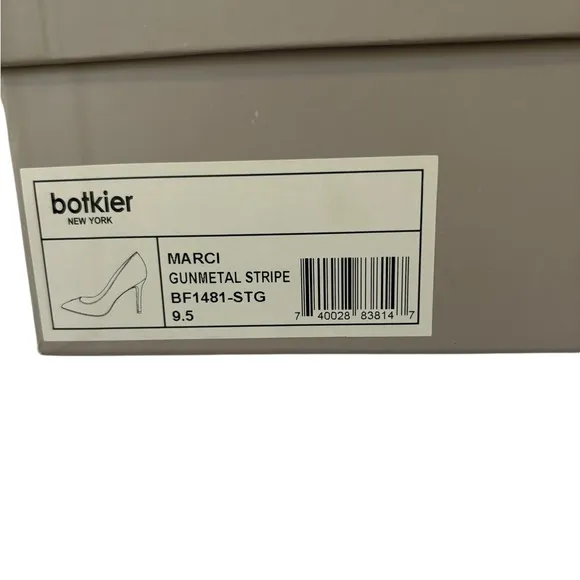 botkier
NEW YORK
MARCI
GUNMETAL STRIPE
BF1481-STG
9.5
7 40028 83814 7